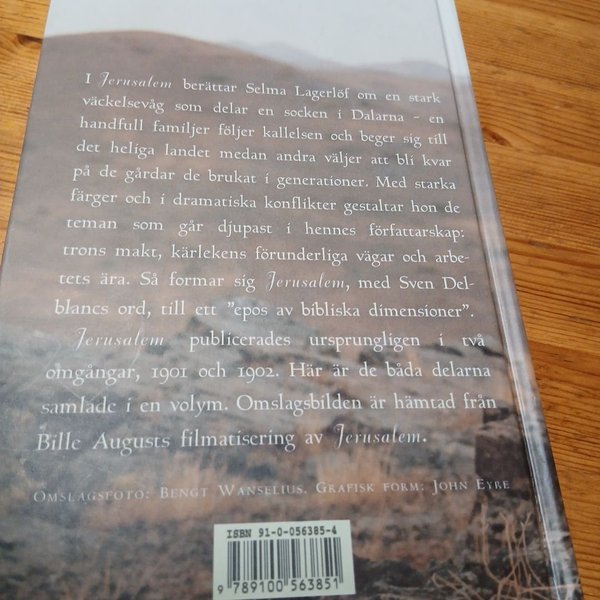 I Jerusalem berättar Selma Lagerlöf om en stark
väckelsevåg som delar en socken i Dalarna – en
handfull familjer följer kallelsen och beger sig till
det heliga landet medan andra väljer att bli kvar
på de gårdar de brukat i generationer. Med starka
färger och i dramatiska konflikter gestaltar hon de
teman som går djupast i hennes författarskap:
trons makt, kärlekens förunderliga vägar och arbe-
tets ära. Så formar sig Jerusalem, med Sven Del-
blancs ord, till ett ”epos av bibliska dimensioner”.
Jerusalem publicerades ursprungligen i två
omgångar, 1901 och 1902. Här är de båda delarna
samlade i en volym. Omslagsbilden är hämtad från
Bille Augusts filmatisering av Jerusalem.
Omslagsfoto: Bengt Wanselius. Grafisk form: John Eyre
ISBN 91-0-056385-4
9 789100 563851